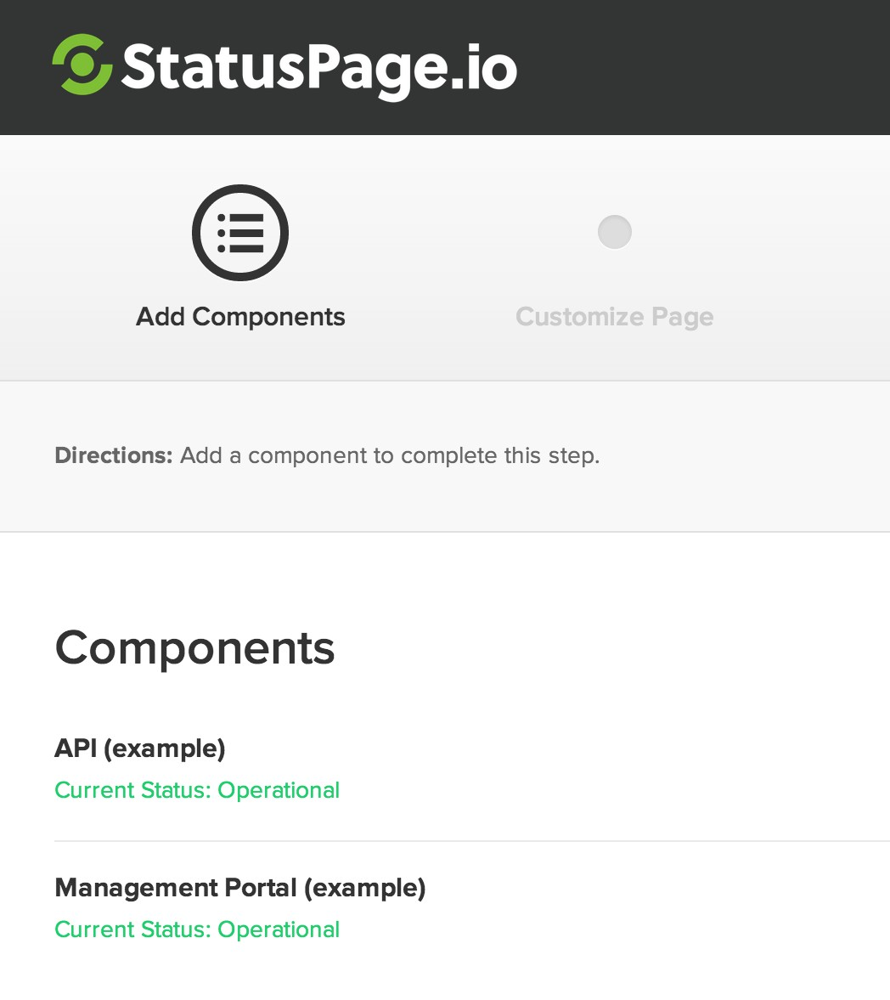 StatusPage.io
Add Components
Customize Page
Directions: Add a component to complete this step.
Components
API (example)
Current Status: Operational
Management Portal (example)
Current Status: Operational